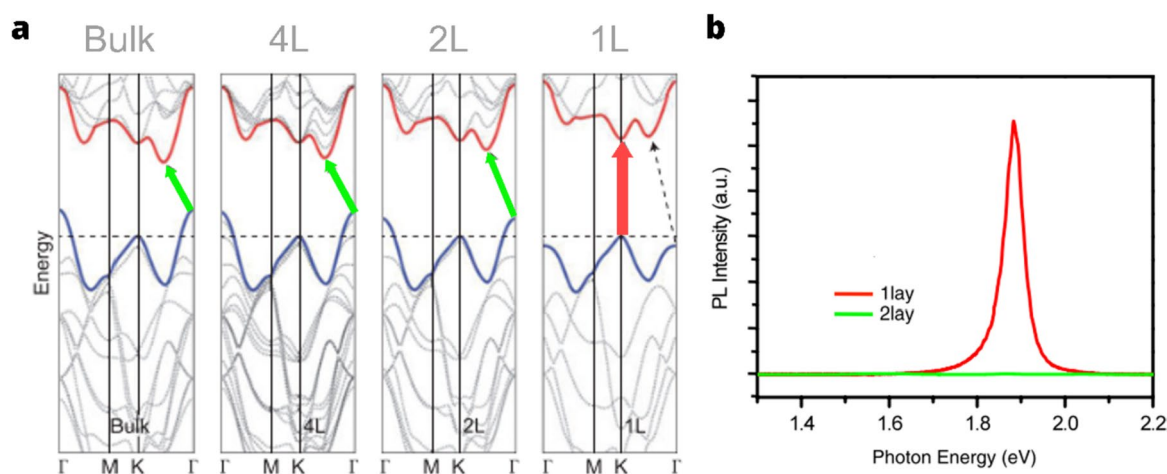 a
Bulk 4L 2L 1L
Energy
Bulk 4L 2L 1L
Γ M K Γ Γ M K Γ Γ M K Γ Γ M K Γ
b
PL Intensity (a.u.)
1lay
2lay
1.4 1.6 1.8 2.0 2.2
Photon Energy (eV)